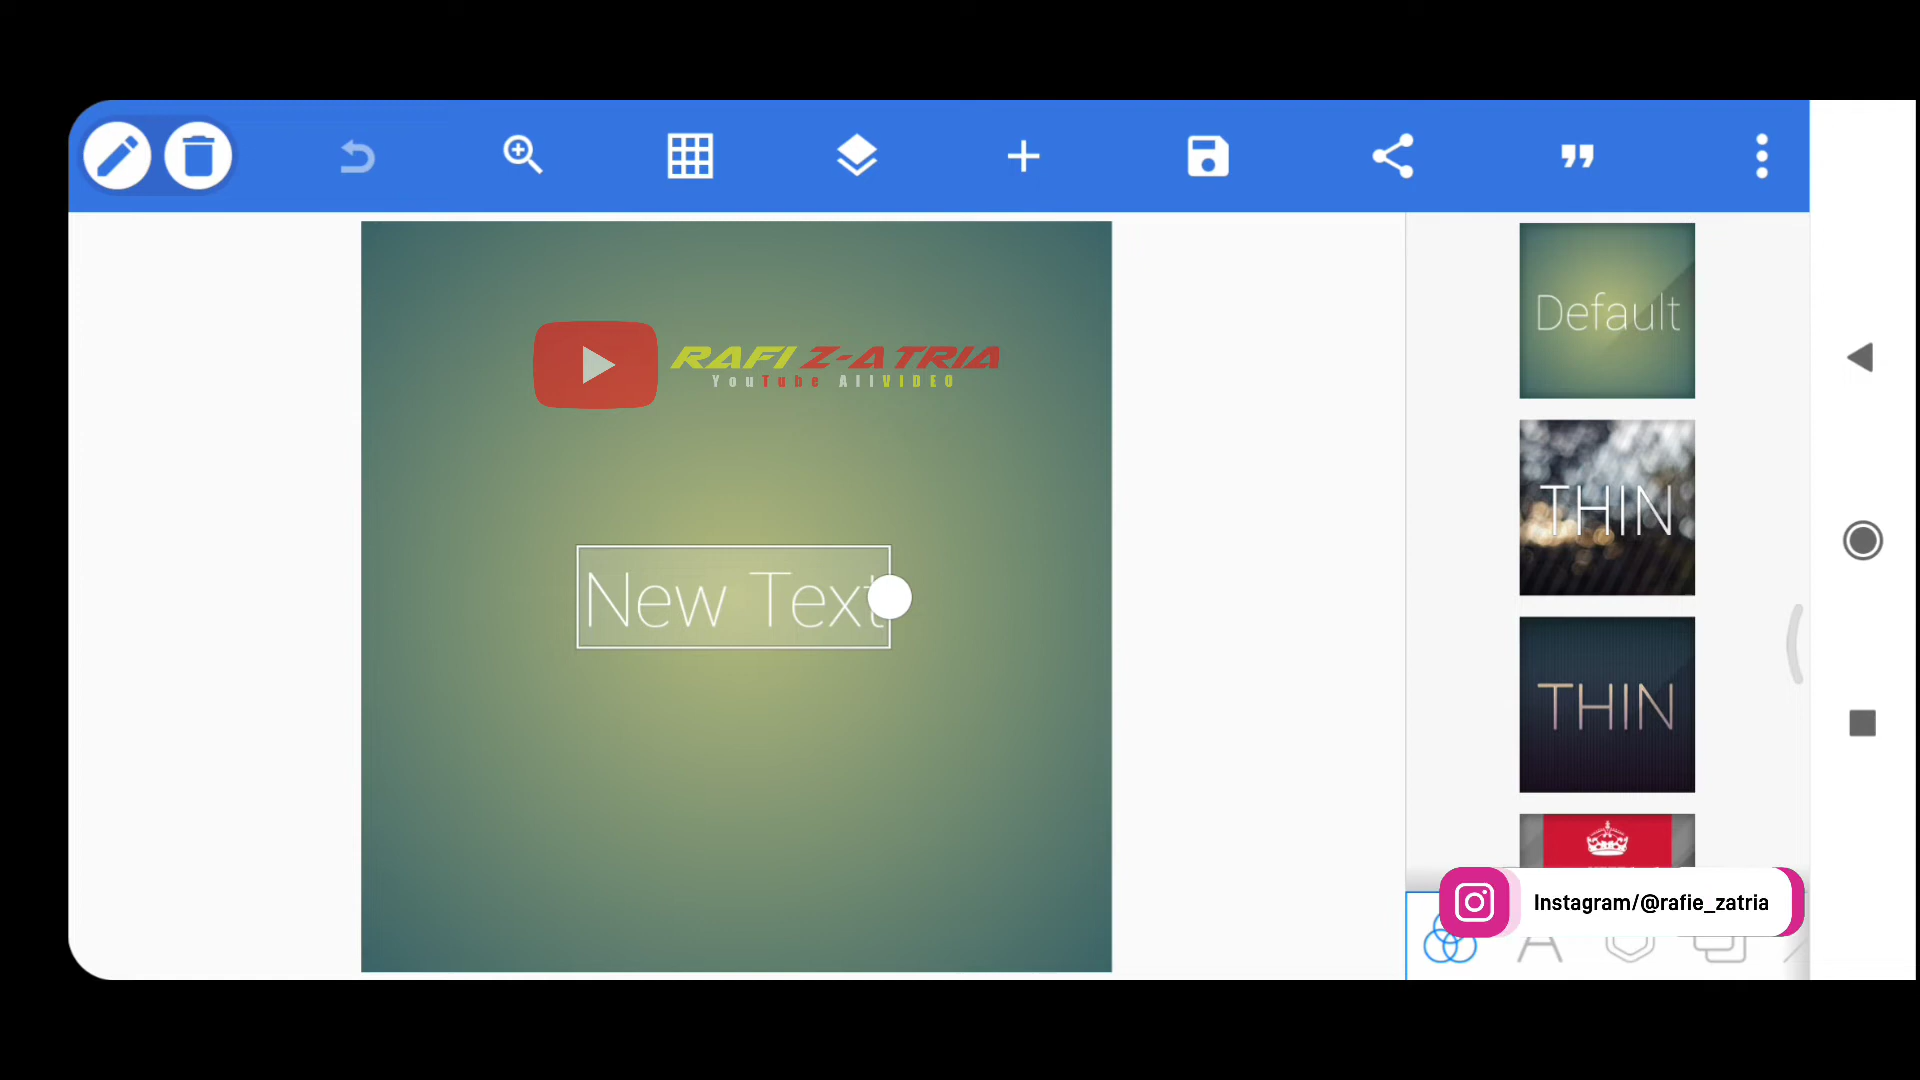 Default
RAFI Z-ATRIA
YouTube AllVIDEO
THIN
New Text
THIN
Instagram/@rafie_zatria